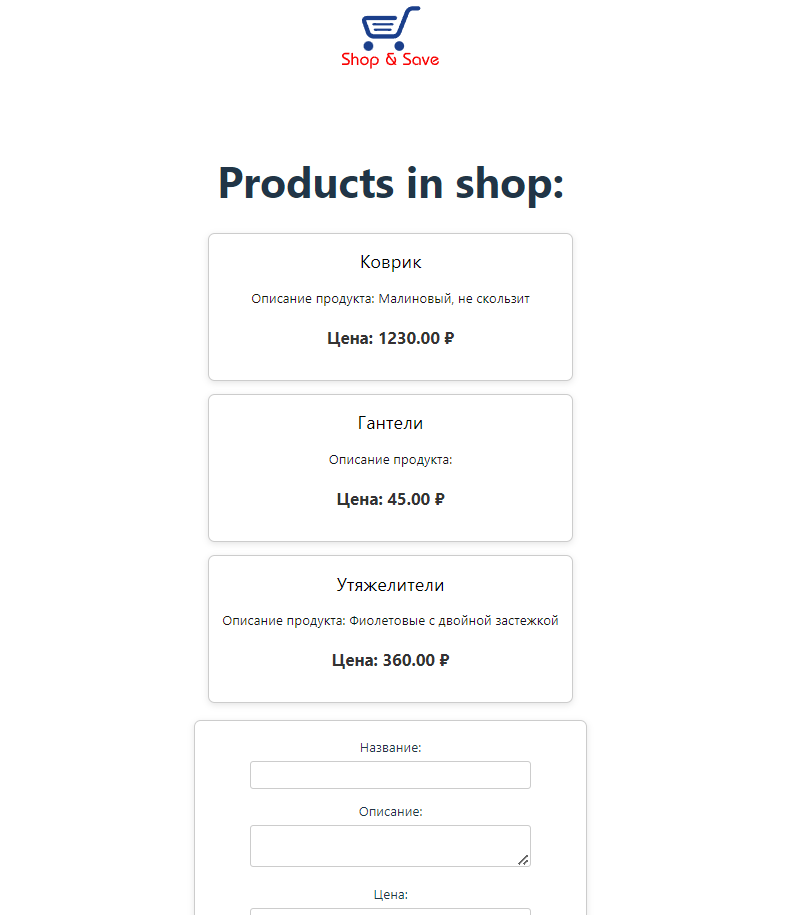 Shop & Save
Products in shop:
Коврик
Описание продукта: Малиновый, не скользит
Цена: 1230.00 ₽
Гантели
Описание продукта:
Цена: 45.00 ₽
Утяжелители
Описание продукта: Фиолетовые с двойной застежкой
Цена: 360.00 ₽
Название:
Описание:
Цена: